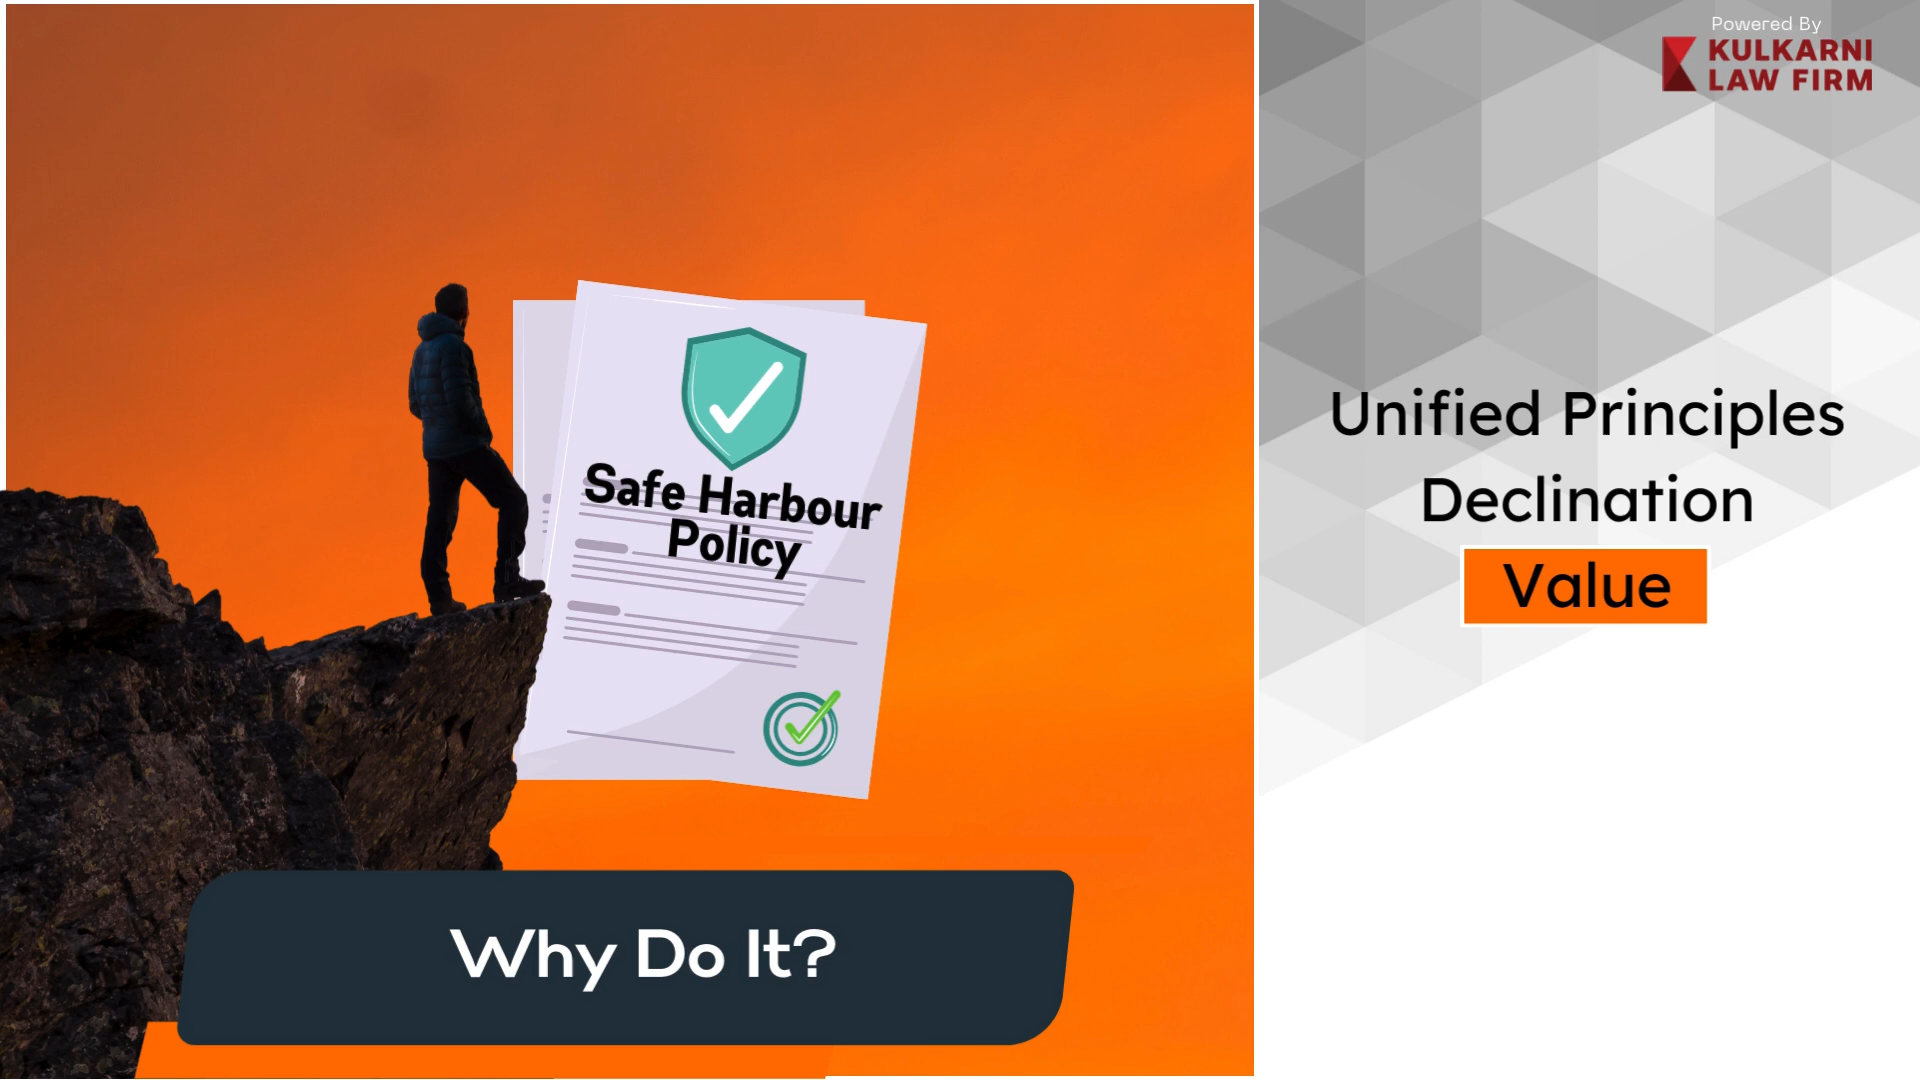 Safe Harbour
Policy
Why Do It?
Powered By
KULKARNI
LAW FIRM
Unified Principles
Declination
Value